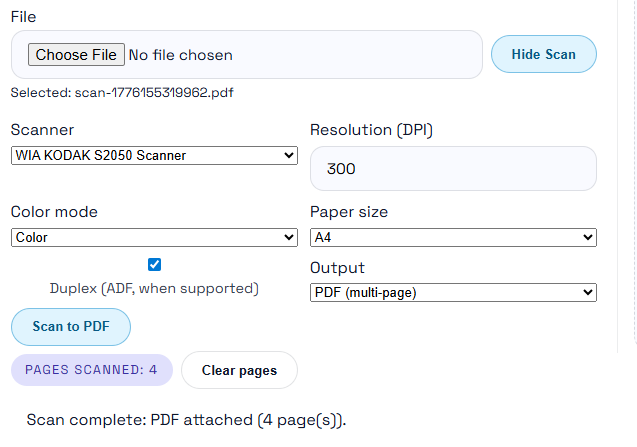 File
Choose File No file chosen
Hide Scan
Selected: scan-1776155319962.pdf
Scanner
Resolution (DPI)
WIA KODAK S2050 Scanner
300
Color mode
Paper size
Color
A4
Duplex (ADF, when supported)
Output
PDF (multi-page)
Scan to PDF
PAGES SCANNED: 4
Clear pages
Scan complete: PDF attached (4 page(s)).